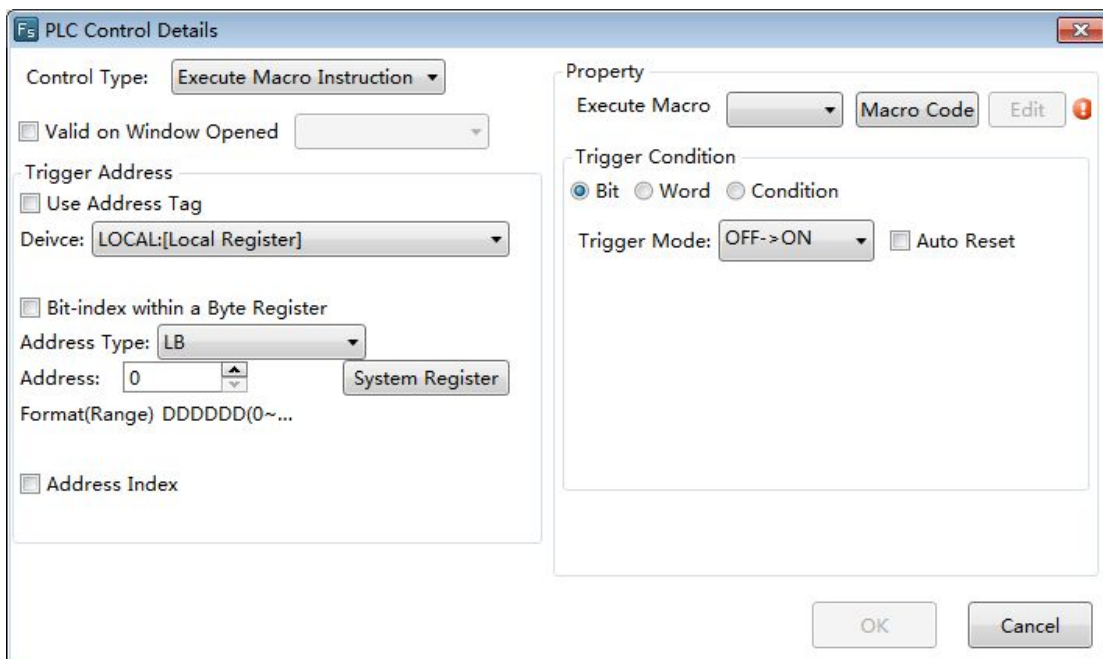 Fs PLC Control Details
Control Type: Execute Macro Instruction
Valid on Window Opened
Trigger Address
Use Address Tag
Deivce: LOCAL:[Local Register]
Bit-index within a Byte Register
Address Type: LB
Address: 0 System Register
Format(Range) DDDDDD(0~...
Address Index
Property
Execute Macro Macro Code Edit !
Trigger Condition
Bit Word Condition
Trigger Mode: OFF->ON Auto Reset
OK Cancel